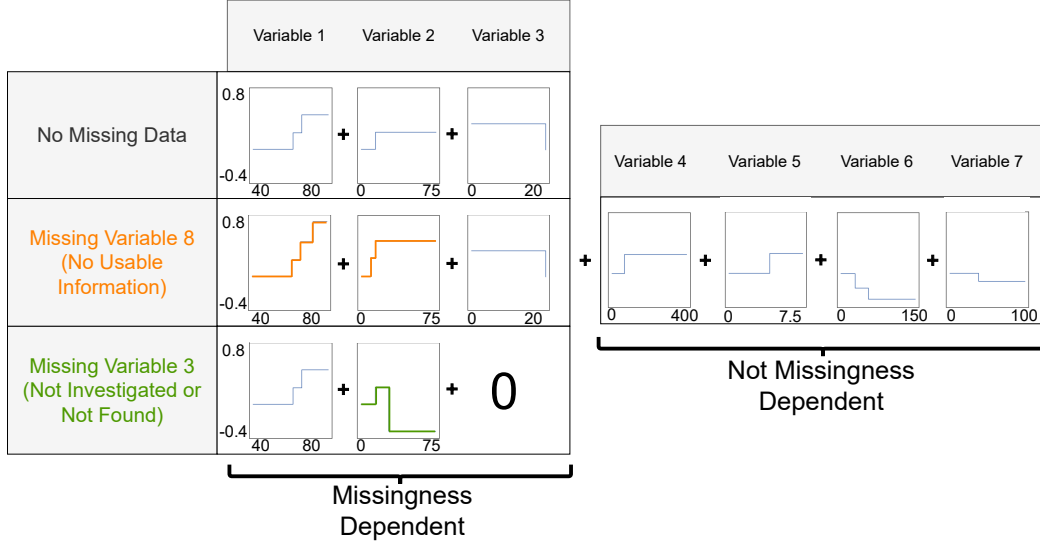 Variable 1 Variable 2 Variable 3
No Missing Data
0.8
+ +
-0.4
40 80 0 75 0 20
Variable 4 Variable 5 Variable 6 Variable 7
Missing Variable 8
(No Usable
Information)
0.8
+ +
-0.4
40 80 0 75 0 20
+ + + +
0 400 0 7.5 0 150 0 100
Missing Variable 3
(Not Investigated or
Not Found)
0.8
+ + 0
-0.4
40 80 0 75
Not Missingness
Dependent
Missingness
Dependent